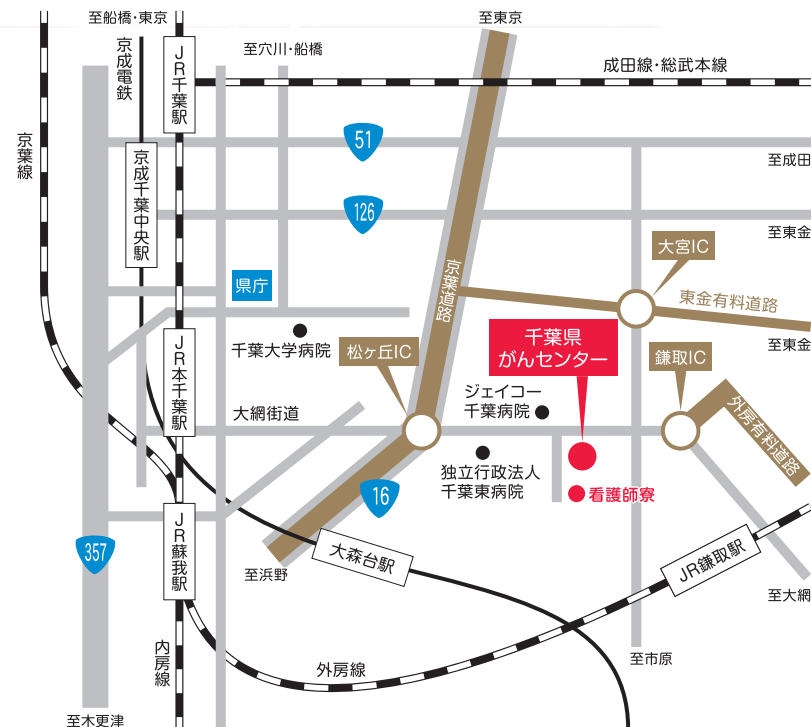 至船橋・東京
至東京
京成電鉄
JR千葉駅
至穴川・船橋
成田線・総武本線
京葉線
51
至成田
京成千葉中央駅
126
至東金
大宮IC
県庁
京葉道路
東金有料道路
千葉県
がんセンター
至東金
千葉大学病院
松ヶ丘IC
鎌取IC
JR本千葉駅
ジェイコー
千葉病院
大網街道
外房有料道路
独立行政法人
千葉東病院
16
看護師寮
JR蘇我駅
357
大森台駅
JR鎌取駅
至浜野
至大網
内房線
外房線
至市原
至木更津